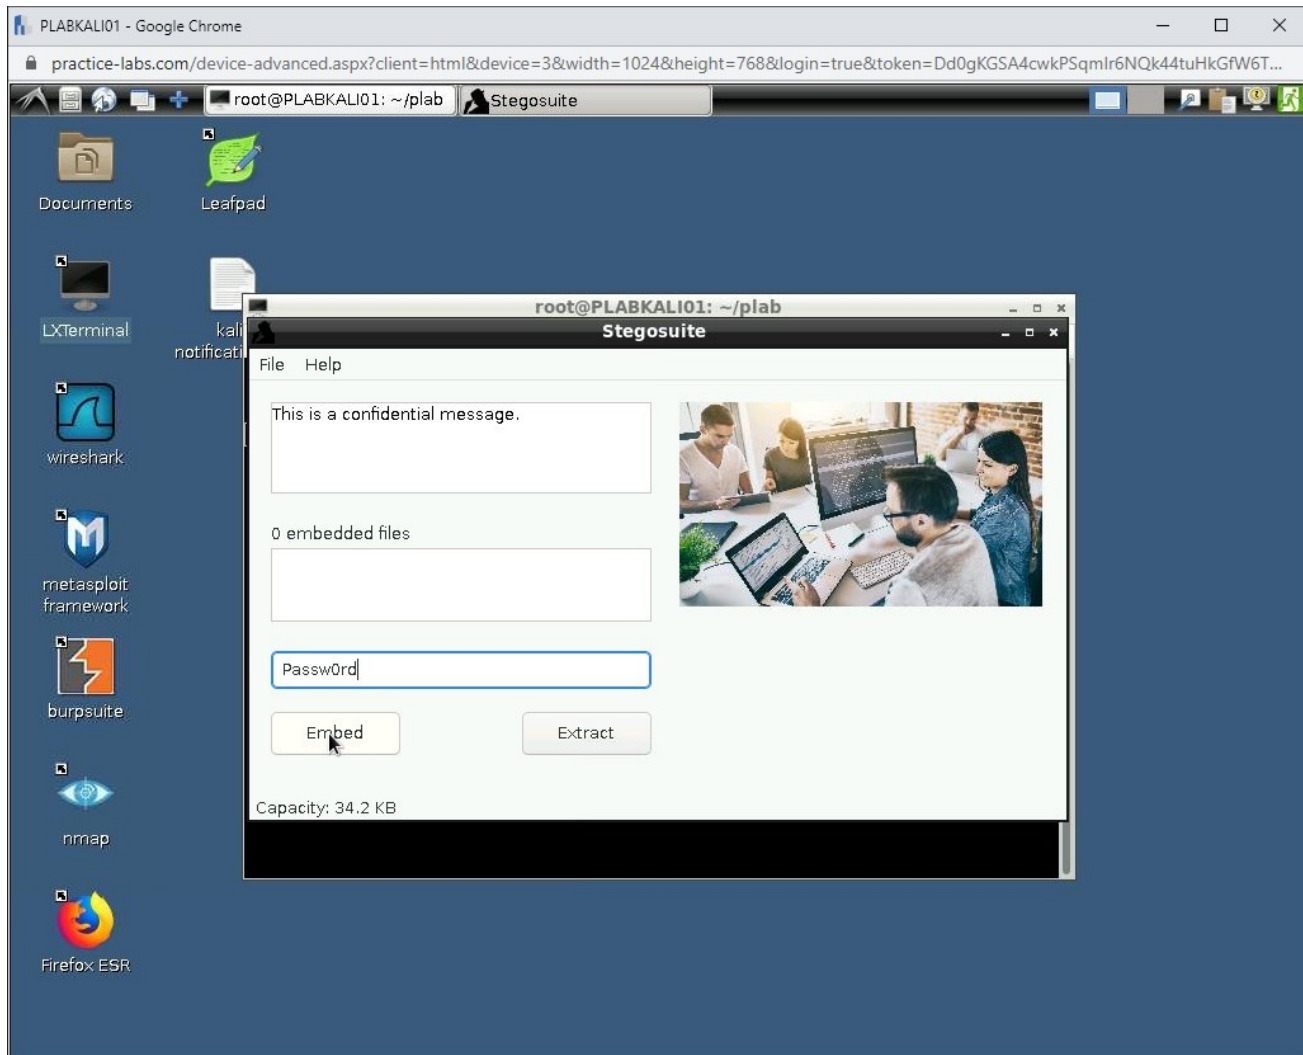 PLABKALI01 - Google Chrome
practice-labs.com/device-advanced.aspx?client=html&device=3&width=1024&height=768&login=true&token=Dd0gKGSA4cwkPSqmIr6NQk44tuHkGfW6T...
root@PLABKALI01: ~/plab
Stegosuite
Documents
Leafpad
LXTerminal
kali
notificati
wireshark
metasploit
framework
burpsuite
nmap
Firefox ESR
root@PLABKALI01: ~/plab
Stegosuite
File Help
This is a confidential message.
0 embedded files
Passw0rd
Embed Extract
Capacity: 34.2 KB